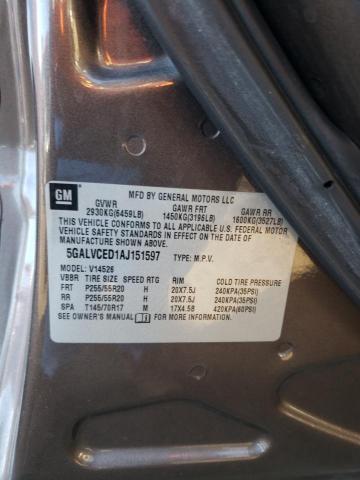 GM
MFD BY GENERAL MOTORS LLC
GVWR GAWR FRT GAWR RR
2930KG(6459LB) 1450KG(3196LB) 1600KG(3527LB)
THIS VEHICLE CONFORMS TO ALL APPLICABLE U.S. FEDERAL MOTOR
VEHICLE SAFETY STANDARDS IN EFFECT ON THE DATE OF
MANUFACTURE SHOWN ABOVE.
5GALVCED1AJ151597 TYPE: M.P.V.
MODEL: V14526
VBBR TIRE SIZE SPEED RTG RIM COLD TIRE PRESSURE
FRT P255/55R20 H 20X7.5J 240KPA(35PSI)
RR P255/55R20 H 20X7.5J 240KPA(35PSI)
SPA T145/70R17 M 17X4.5B 420KPA(60PSI)
SEE OWNER'S MANUAL FOR MORE INFORMATION